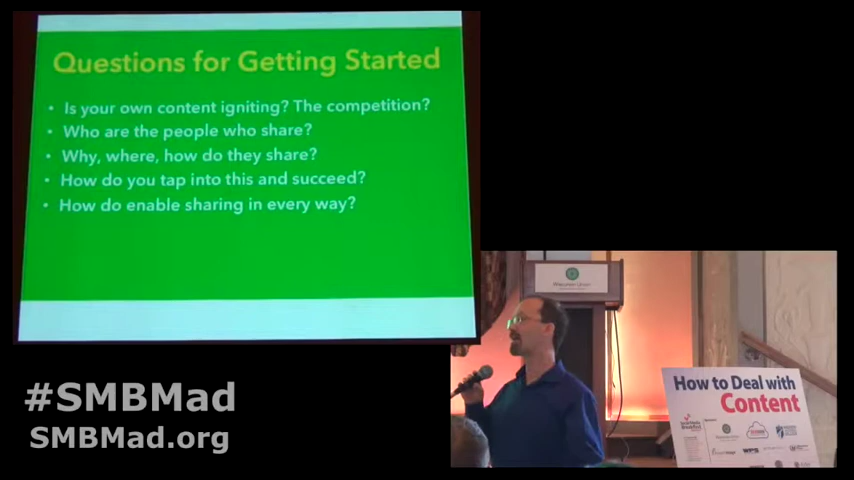 Questions for Getting Started
• Is your own content igniting? The competition?
• Who are the people who share?
• Why, where, how do they share?
• How do you tap into this and succeed?
• How do enable sharing in every way?
#SMBMad
SMBMad.org
How to Deal with
Content
WPS